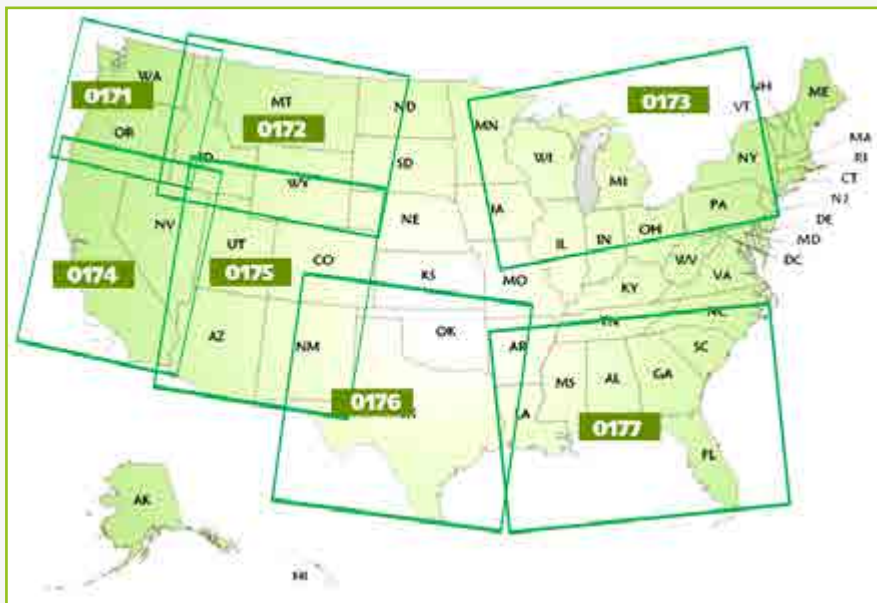 WA
0171
OR
MT
0172
ID
ND
SD
WY
MN
WI
MI
IA
0173
NH
VT
ME
NY
MA
RI
CT
NJ
PA
DE
MD
DC
NE
NV
UT
CO
0174
0175
KS
MO
IL
IN
OH
WV
VA
KY
AZ
NM
OK
AR
TN
NC
SC
0176
MS
AL
GA
LA
0177
FL
AK
HI